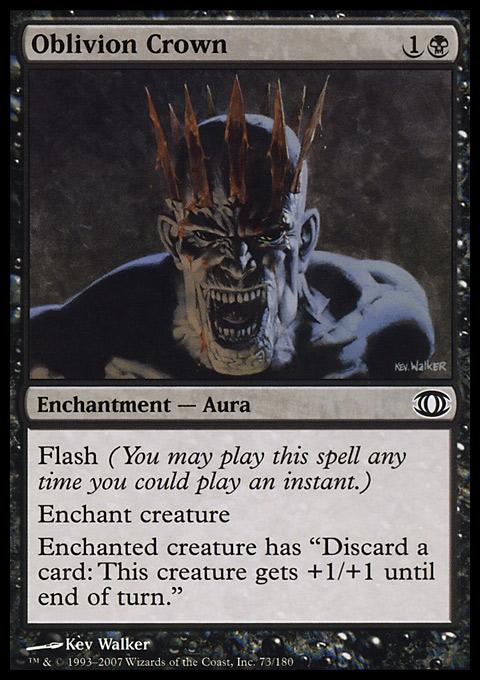 Oblivion Crown 1
Kev. Walker
Enchantment — Aura
Flash (You may play this spell any
time you could play an instant.)
Enchant creature
Enchanted creature has “Discard a
card: This creature gets +1/+1 until
end of turn.”
Kev Walker
™ & © 1993–2007 Wizards of the Coast, Inc. 73/180